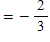 = - 2/3